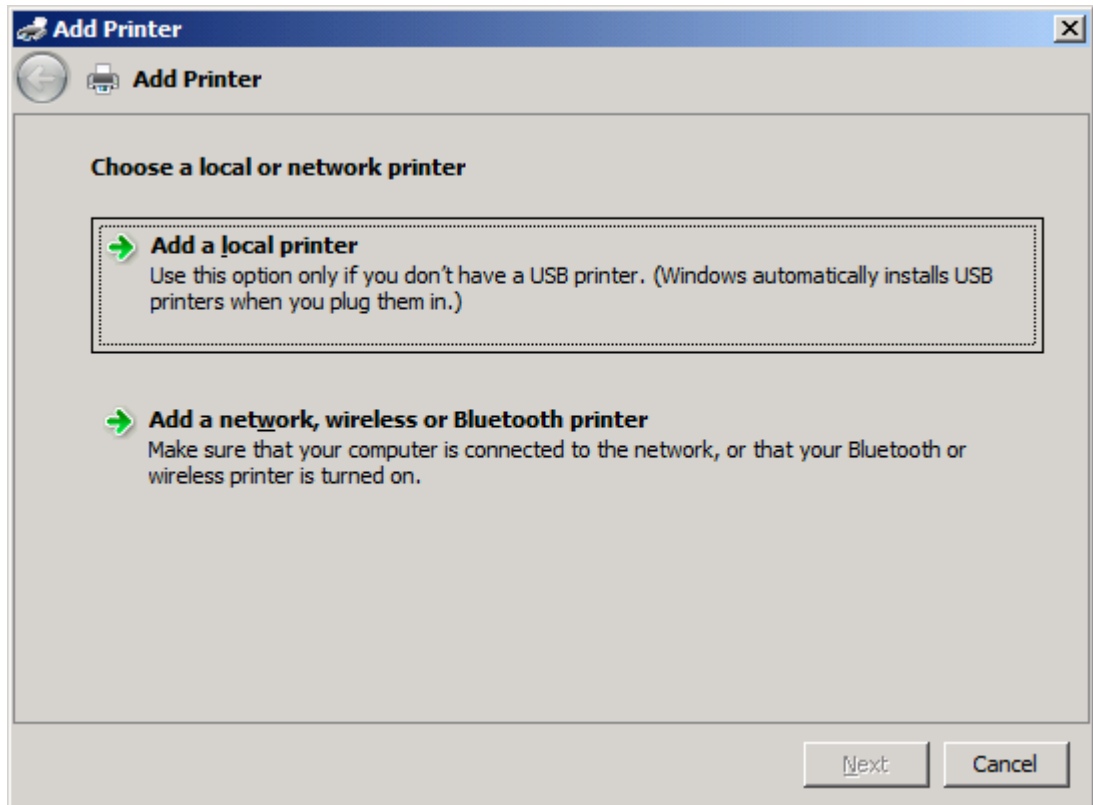 Add Printer
Add Printer
Choose a local or network printer
Add a local printer
Use this option only if you don't have a USB printer. (Windows automatically installs USB
printers when you plug them in.)
Add a network, wireless or Bluetooth printer
Make sure that your computer is connected to the network, or that your Bluetooth or
wireless printer is turned on.
Next Cancel